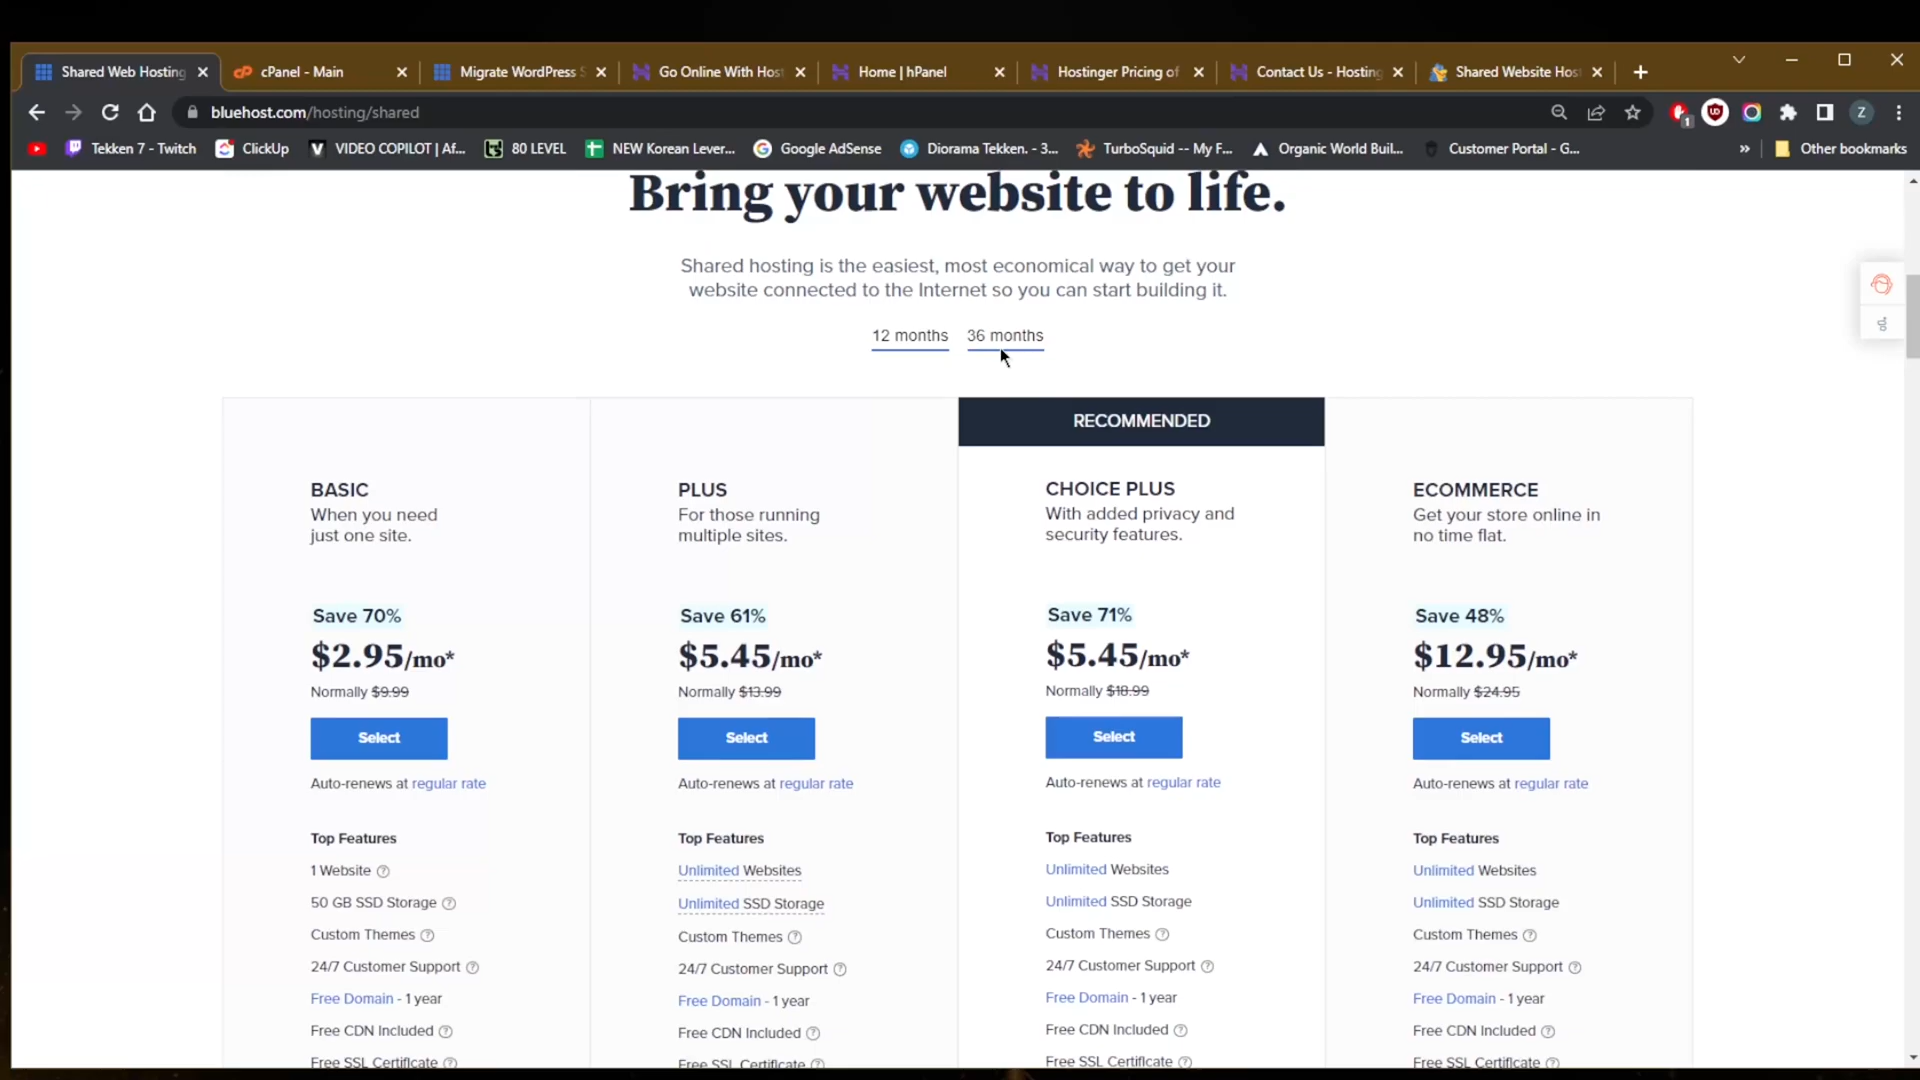 Shared Web Hosting
cPanel - Main
Migrate WordPress S
Go Online With Host
Home | hPanel
Hostinger Pricing of
Contact Us - Hosting
Shared Website Hos
bluehost.com/hosting/shared
1
Z
Tekken 7 - Twitch
ClickUp
VIDEO COPILOT | Af...
80 LEVEL
NEW Korean Lever...
Google AdSense
Diorama Tekken. - 3...
TurboSquid -- My F...
Organic World Buil...
Customer Portal - G...
»
Other bookmarks
Bring your website to life.
Shared hosting is the easiest, most economical way to get your
website connected to the Internet so you can start building it.
12 months
36 months
RECOMMENDED
BASIC
When you need
just one site.
Save 70%
$2.95/mo*
Normally $9.99
Select
Auto-renews at regular rate
Top Features
1 Website
50 GB SSD Storage
Custom Themes
24/7 Customer Support
Free Domain - 1 year
Free CDN Included
Free SSL Certificate
PLUS
For those running
multiple sites.
Save 61%
$5.45/mo*
Normally $13.99
Select
Auto-renews at regular rate
Top Features
Unlimited Websites
Unlimited SSD Storage
Custom Themes
24/7 Customer Support
Free Domain - 1 year
Free CDN Included
Free SSL Certificate
CHOICE PLUS
With added privacy and
security features.
Save 71%
$5.45/mo*
Normally $18.99
Select
Auto-renews at regular rate
Top Features
Unlimited Websites
Unlimited SSD Storage
Custom Themes
24/7 Customer Support
Free Domain - 1 year
Free CDN Included
Free SSL Certificate
ECOMMERCE
Get your store online in
no time flat.
Save 48%
$12.95/mo*
Normally $24.95
Select
Auto-renews at regular rate
Top Features
Unlimited Websites
Unlimited SSD Storage
Custom Themes
24/7 Customer Support
Free Domain - 1 year
Free CDN Included
Free SSL Certificate